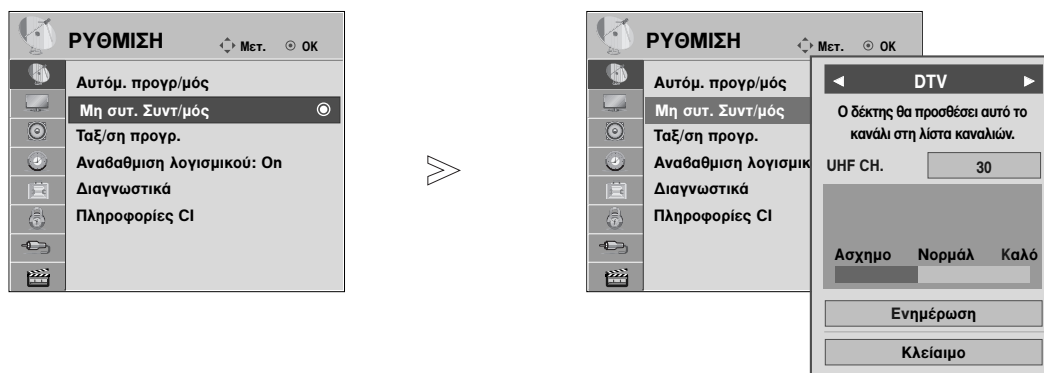 ΡΥΘΜΙΣΗ
Μετ. OK
Αυτόμ. προγρ/μός
Μη συτ. Συντ/μός
Ταξ/ση προγρ.
Αναβαθμιση λογισμικού: On
Διαγνωστικά
Πληροφορίες CI
ΡΥΘΜΙΣΗ
Μετ. OK
Αυτόμ. προγρ/μός
Μη συτ. Συντ/μός
Ταξ/ση προγρ.
Αναβαθμιση λογισμικ
Διαγνωστικά
Πληροφορίες CI
DTV
Ο δέκτης θα προσθέσει αυτό το
κανάλι στη λίστα καναλιών.
UHF CH. 30
Ασχημο Νορμάλ Καλό
Ενημέρωση
Κλείαιμο